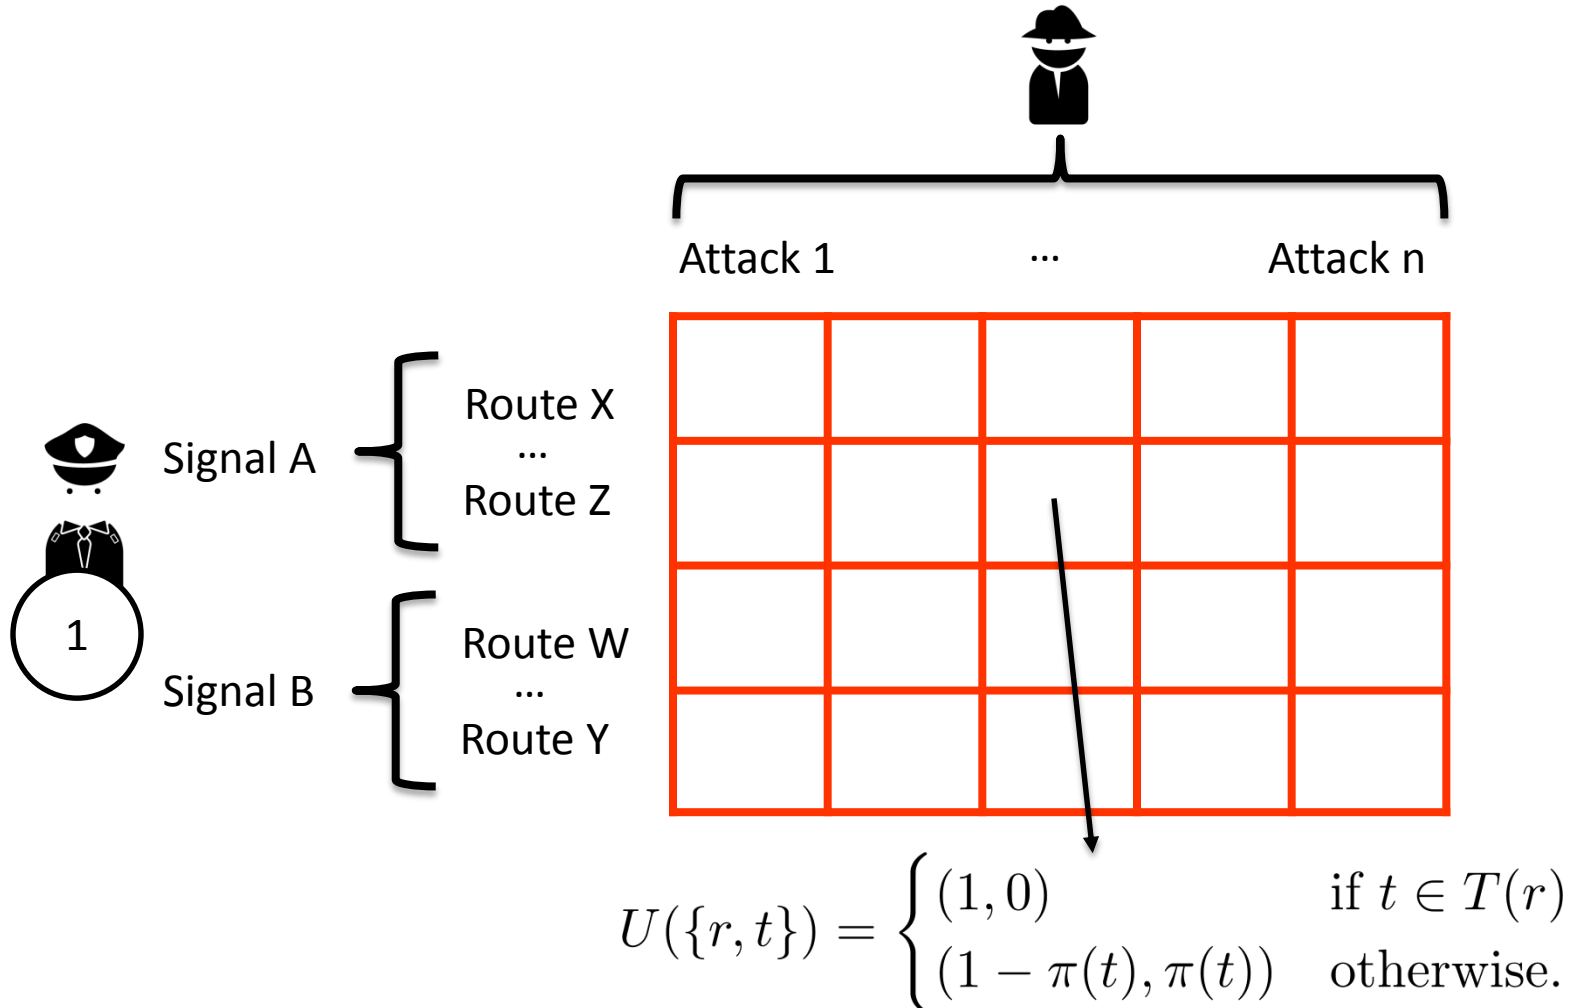 Attack 1 ... Attack n
Route X
Signal A
...
Route Z
1
Route W
Signal B
...
Route Y
U({r, t}) = { (1, 0) if t ∈ T(r)
(1 − π(t), π(t)) otherwise.